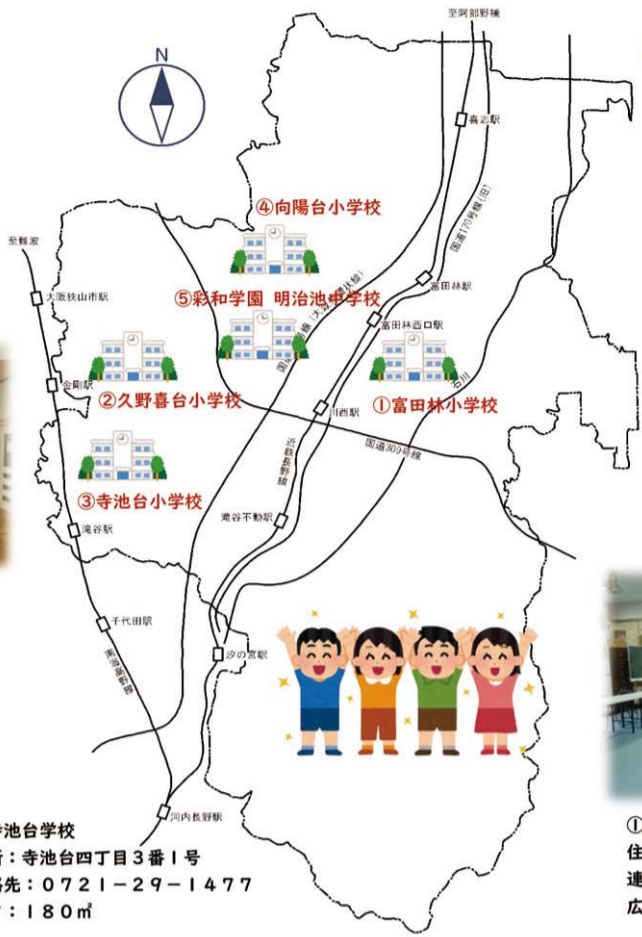 至阿部野橋
N
喜志駅
④向陽台小学校
国道170号線(旧)
至難波
大阪狭山市駅
富田林駅
⑤彩和学園 明治池中学校
富田林西口駅
金剛駅
石川
②久野喜台小学校
①富田林小学校
川西駅
国道309号線
近鉄長野線
③寺池台小学校
滝谷不動駅
滝谷駅
千代田駅
汐の宮駅
南海高野線
河内長野駅
池台学校
:寺池台四丁目3番1号
絡先:0721-29-1477
:180㎡
①
住
連
広